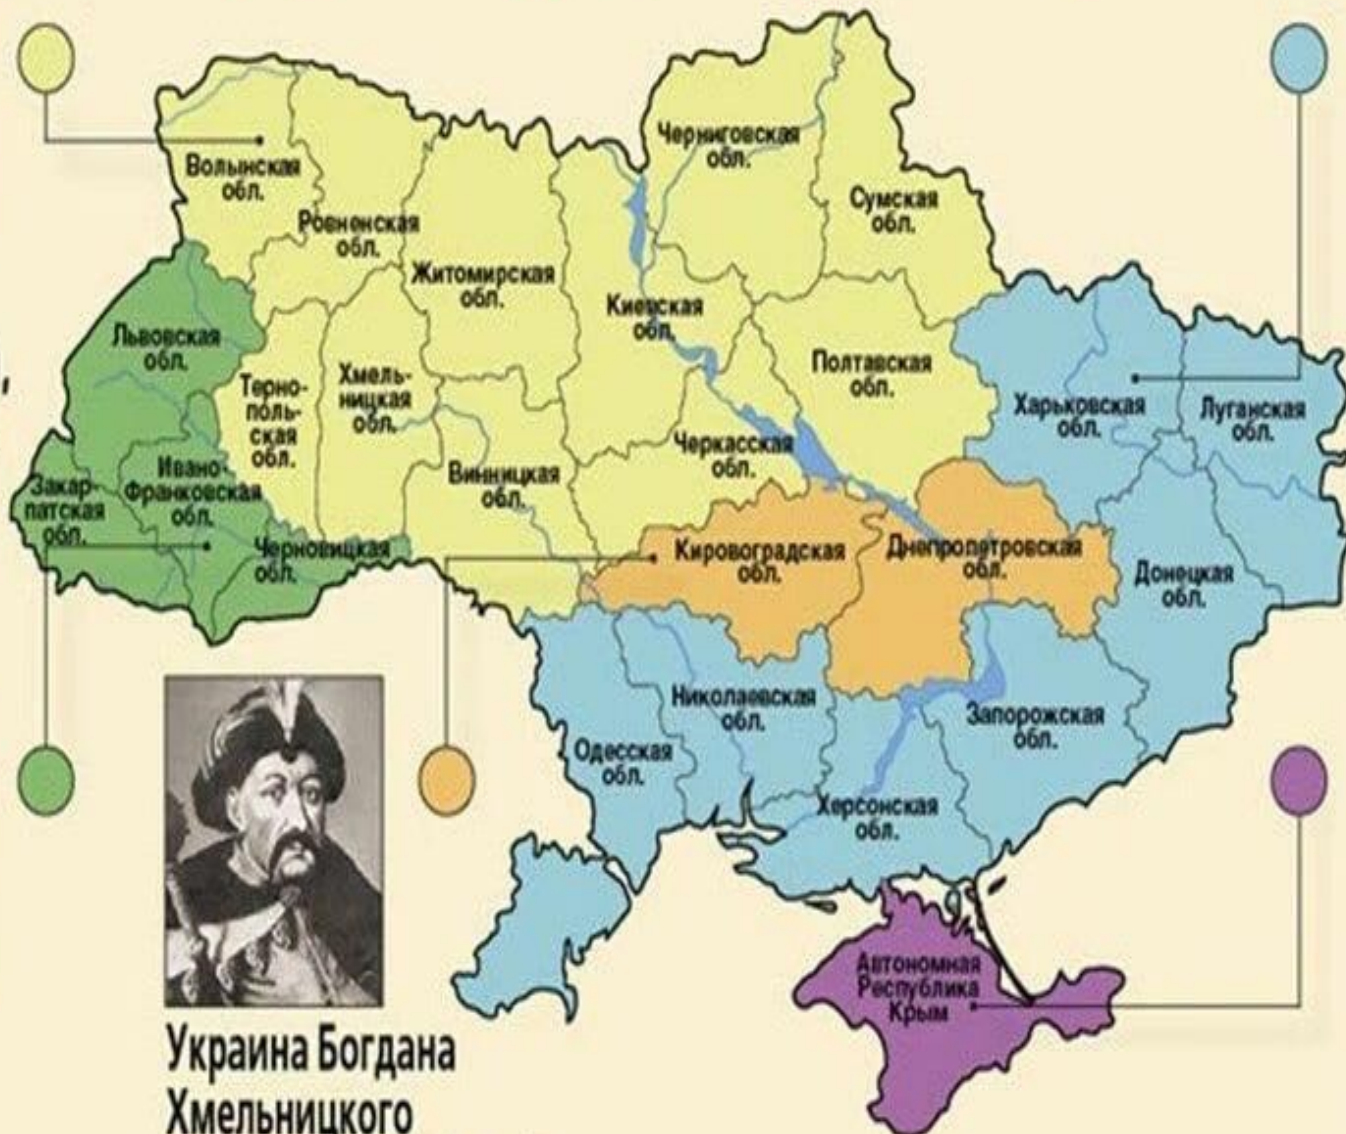 Волынская
обл.
Ровненская
обл.
Житомирская
обл.
Черниговская
обл.
Сумская
обл.
Киевская
обл.
Львовская
обл.
Терно-
поль-
ская
обл.
Хмель-
ницкая
обл.
Винницкая
обл.
Черкасская
обл.
Полтавская
обл.
Харьковская
обл.
Луганская
обл.
Закар-
патская
обл.
Ивано-
Франковская
обл.
Черновицкая
обл.
Кировоградская
обл.
Днепропетровская
обл.
Донецкая
обл.
Одесская
обл.
Николаевская
обл.
Херсонская
обл.
Запорожская
обл.
Автономная
Республика
Крым
Украина Богдана
Хмельницкого